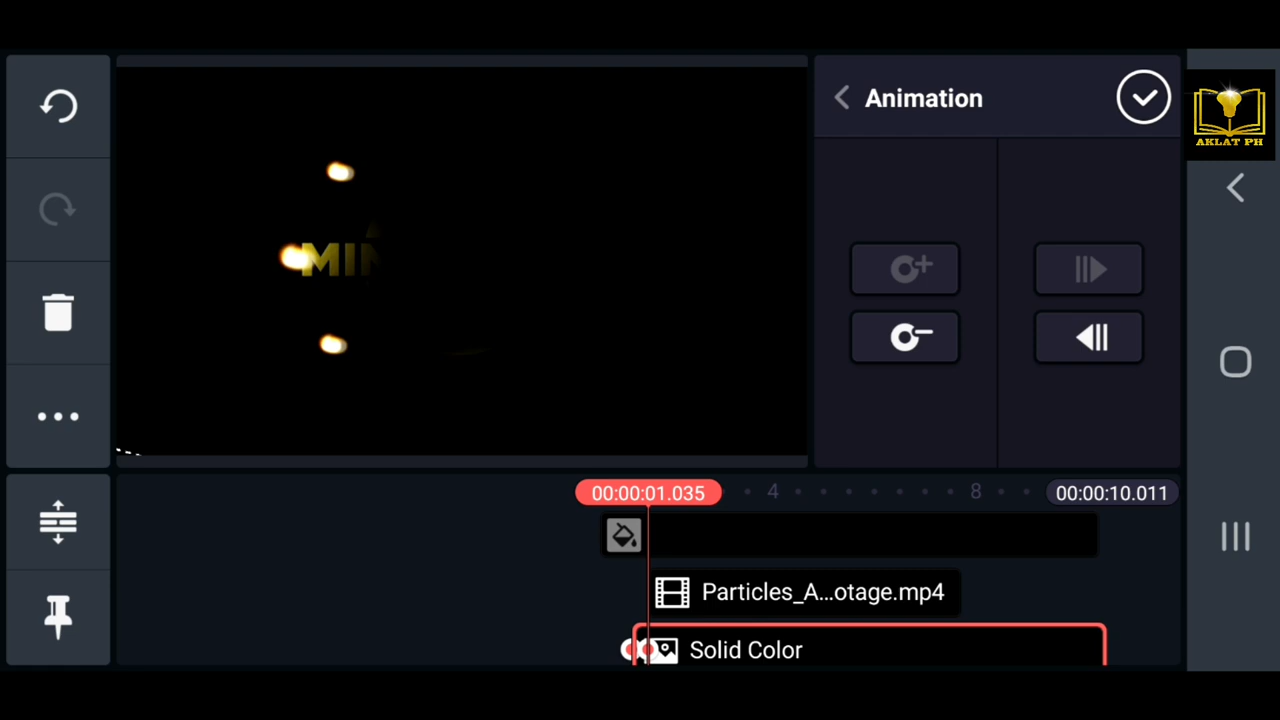 Animation
AKLAT PH
MIN
00:00:01.035
4
8
00:00:10.011
Particles_A...otage.mp4
Solid Color